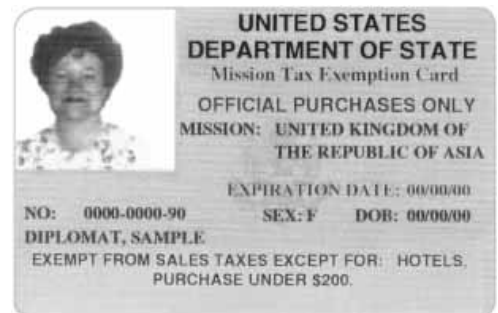 UNITED STATES
DEPARTMENT OF STATE
Mission Tax Exemption Card
OFFICIAL PURCHASES ONLY
MISSION: UNITED KINGDOM OF
THE REPUBLIC OF ASIA
EXPIRATION DATE: 00/00/00
NO: 0000-0000-90 SEX: F DOB: 00/00/00
DIPLOMAT, SAMPLE
EXEMPT FROM SALES TAXES EXCEPT FOR: HOTELS,
PURCHASE UNDER $200.